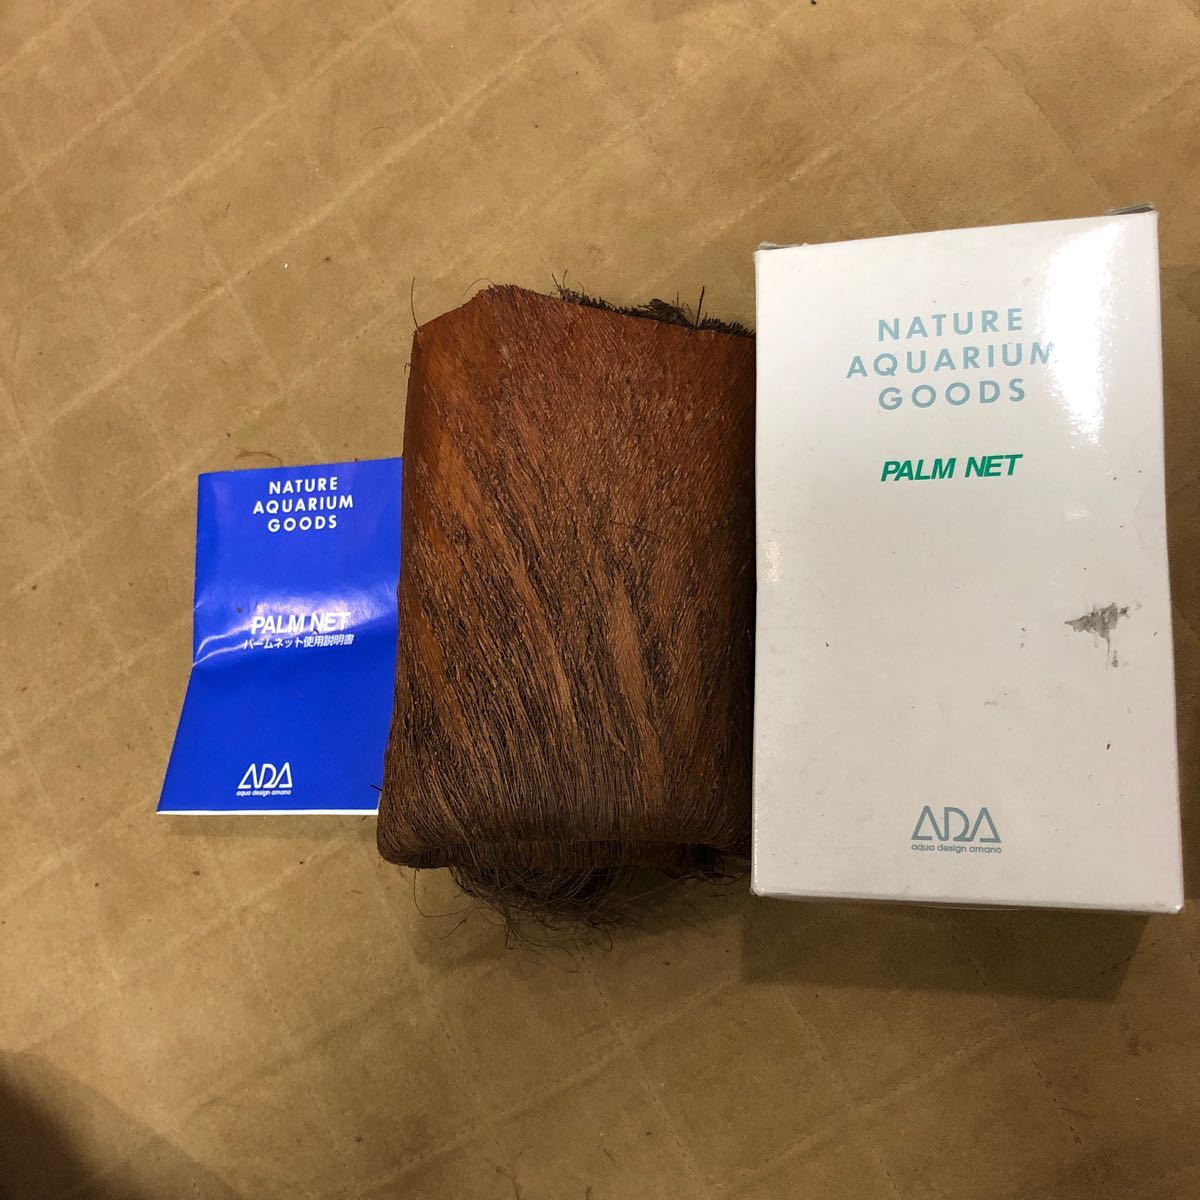 NATURE
AQUARIUM
GOODS
PALM NET
パームネット使用説明書
ADA
aqua design amano
NATURE
AQUARIUM
GOODS
PALM NET
ADA
aqua design amano